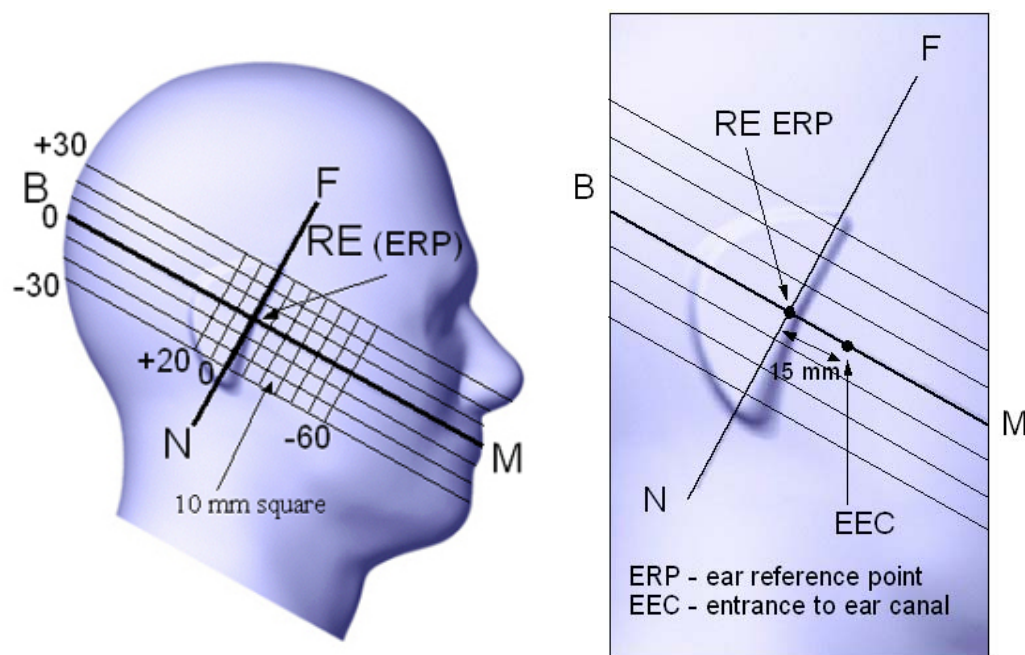 +30
B
0
-30
F
RE (ERP)
+20
0
N
-60
M
10 mm square
F
RE ERP
B
15 mm
M
N
EEC
ERP - ear reference point
EEC - entrance to ear canal